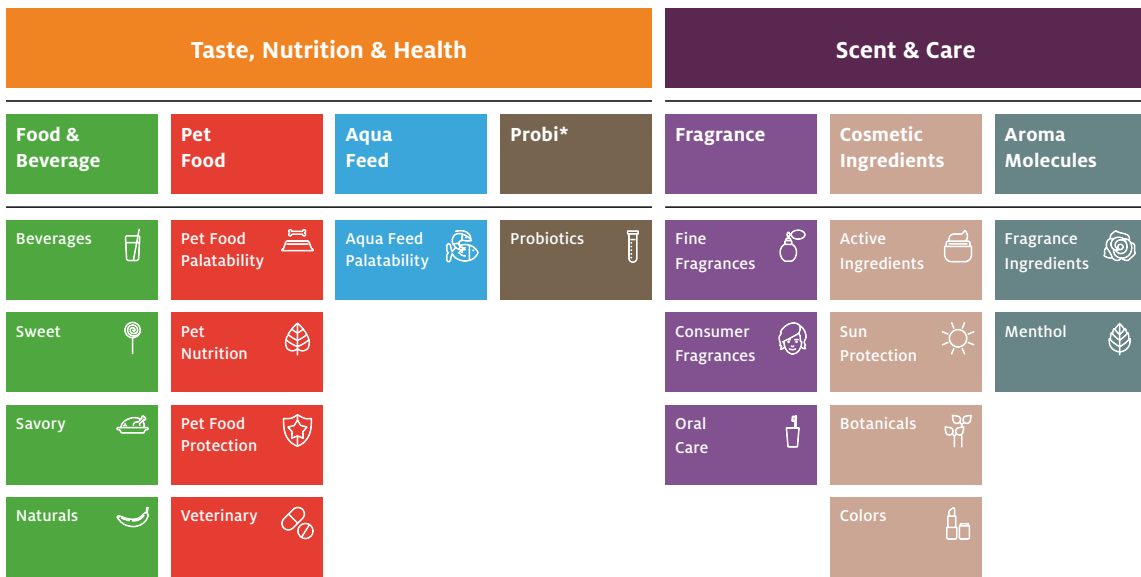 Taste, Nutrition & Health
Scent & Care
Food &
Beverage
Pet
Food
Aqua
Feed
Probi*
Fragrance
Cosmetic
Ingredients
Aroma
Molecules
Beverages
Pet Food
Palatability
Aqua Feed
Palatability
Probiotics
Fine
Fragrances
Active
Ingredients
Fragrance
Ingredients
Sweet
Pet
Nutrition
Consumer
Fragrances
Sun
Protection
Menthol
Savory
Pet Food
Protection
Oral
Care
Botanicals
Naturals
Veterinary
Colors